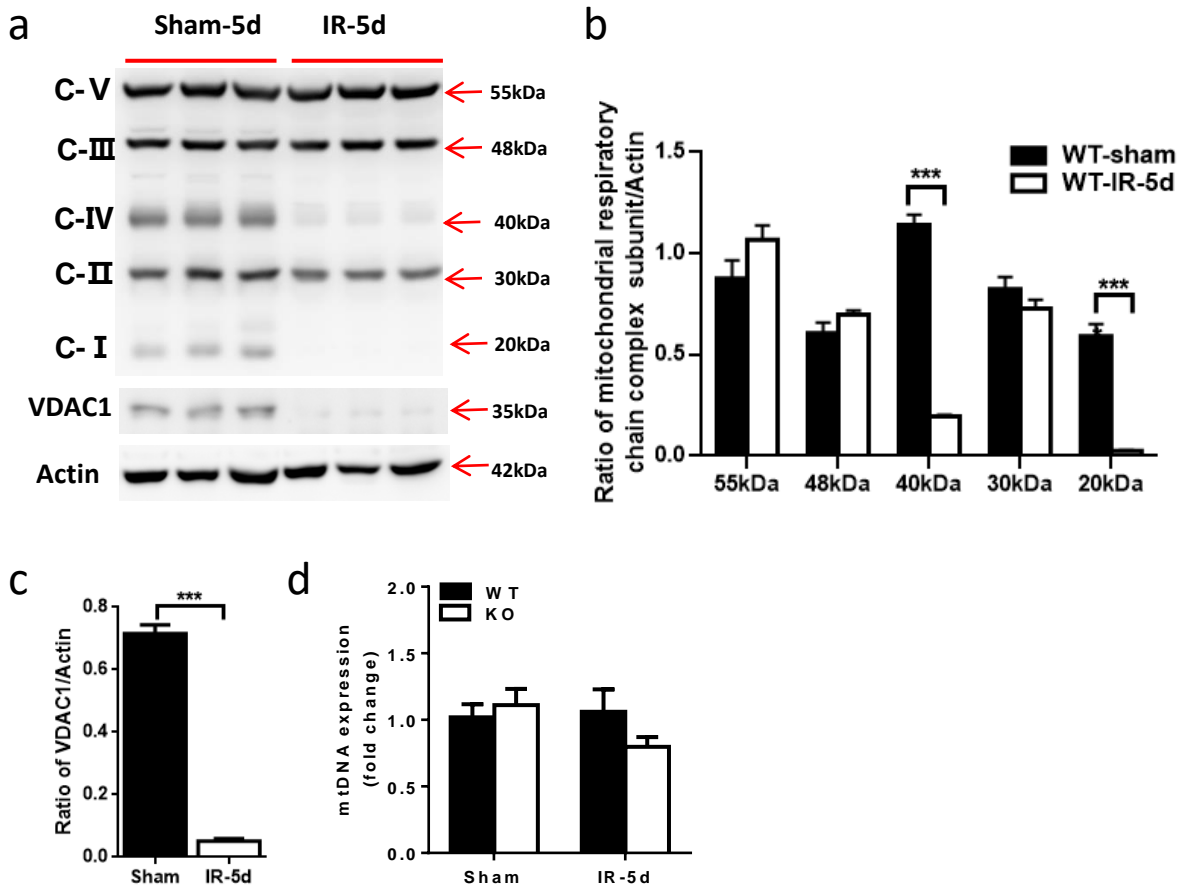 a
Sham-5d IR-5d
C-Ⅴ 55kDa
C-Ⅲ 48kDa
C-Ⅳ 40kDa
C-Ⅱ 30kDa
C-Ⅰ 20kDa
VDAC1 35kDa
Actin 42kDa
b
Ratio of mitochondrial respiratory
chain complex subunit/Actin
1.5
1.0
0.5
0.0
WT-sham
WT-IR-5d
***
***
55kDa 48kDa 40kDa 30kDa 20kDa
c
Ratio of VDAC1/Actin
0.8
0.6
0.4
0.2
0.0
***
Sham IR-5d
d
mtDNA expression
(fold change)
2.0
1.5
1.0
0.5
0.0
WT
KO
Sham IR-5d